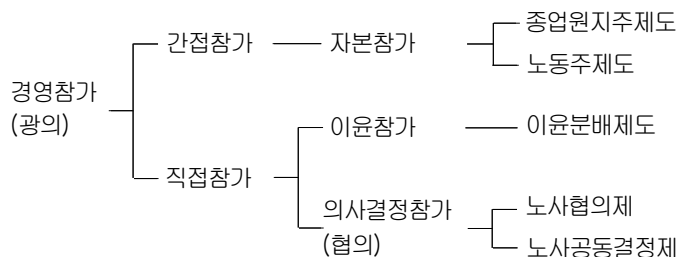 경영참가
(광의)
간접참가
자본참가
종업원지주제도
노동주제도
직접참가
이윤참가
이윤분배제도
의사결정참가
(협의)
노사협의제
노사공동결정제